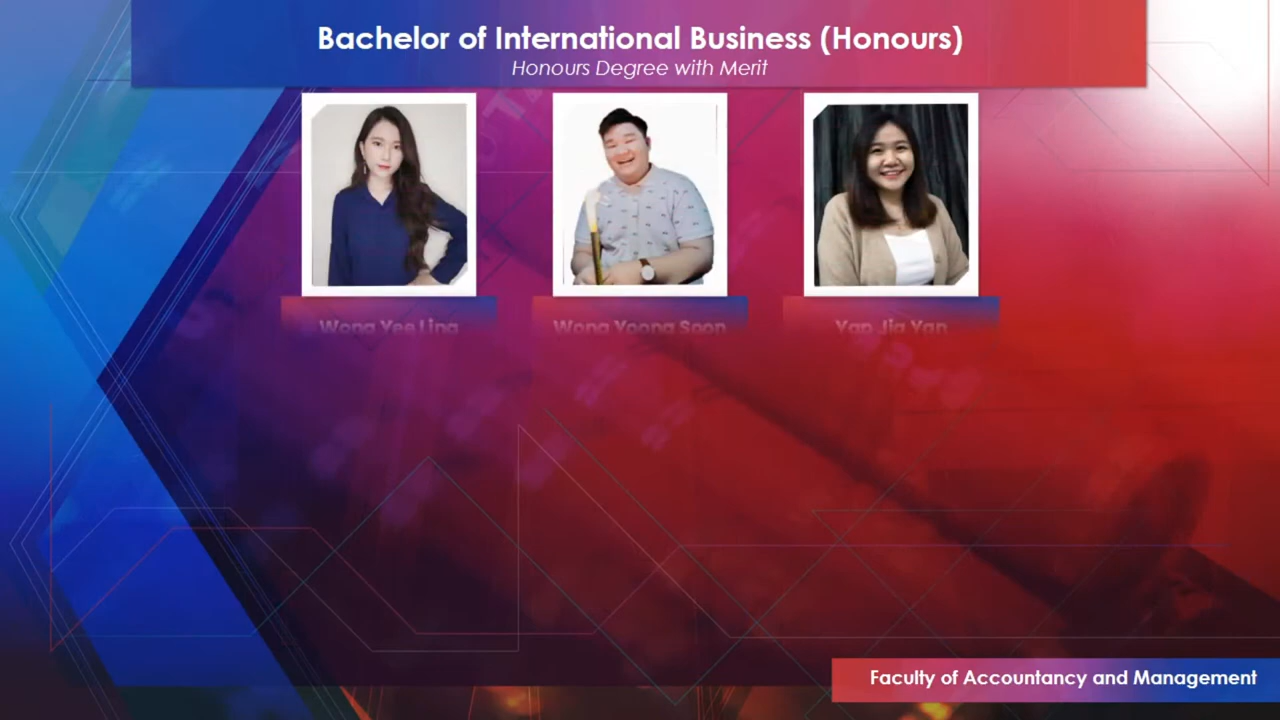 Bachelor of International Business (Honours)
Honours Degree with Merit
Wong Yee Ling
Wong Yoong Soon
Yap Jia Yan
Faculty of Accountancy and Management